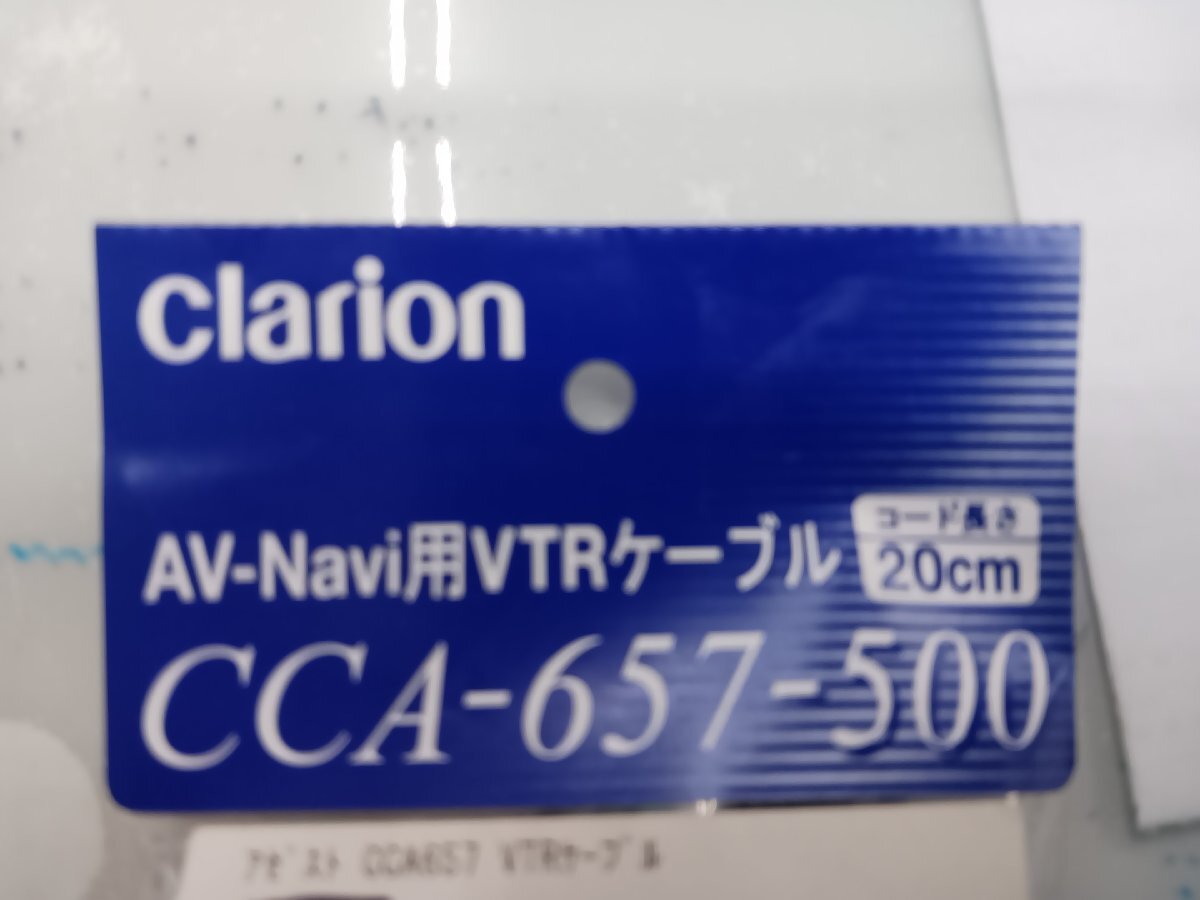 Clarion
AV-Navi用VTRケーブル
コード長さ
20cm
CCA-657-500
ｱｾﾞｽﾄ CCA657 VTRｹｰﾌﾞﾙ